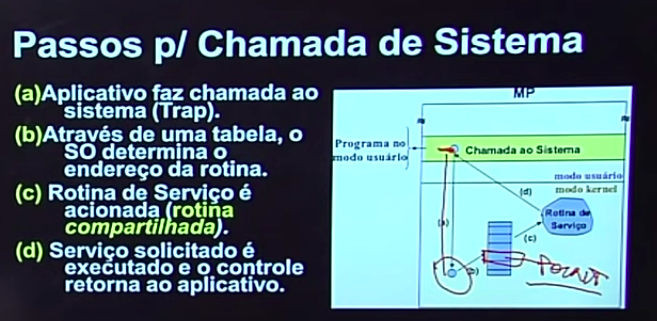 Passos p/ Chamada de Sistema
(a)Aplicativo faz chamada ao
sistema (Trap).
(b)Através de uma tabela, o
SO determina o
endereço da rotina.
(c) Rotina de Serviço é
acionada (rotina
compartilhada).
(d) Serviço solicitado é
executado e o controle
retorna ao aplicativo.
MP
Programa no
modo usuário
Chamada ao Sistema
modo usuário
modo kernel
(d)
Rotina de
Serviço
(a)
(c)
(b)